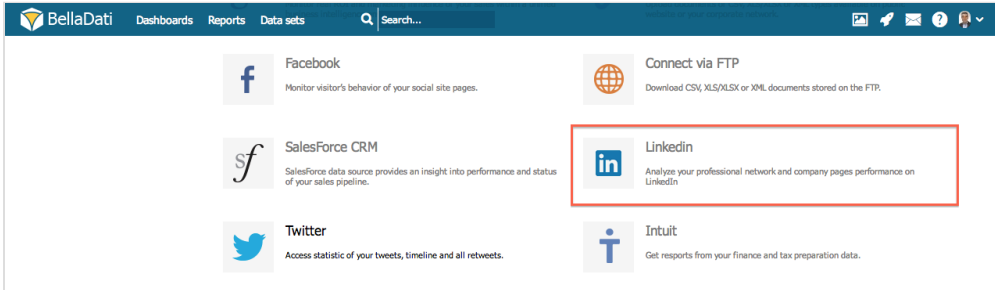 BellaDati Dashboards Reports Data sets Search...
Facebook
Monitor visitor's behavior of your social site pages.
Connect via FTP
Download CSV, XLS/XLSX or XML documents stored on the FTP.
SalesForce CRM
SalesForce data source provides an insight into performance and status
of your sales pipeline.
Linkedin
Analyze your professional network and company pages performance on
LinkedIn
Twitter
Access statistic of your tweets, timeline and all retweets.
Intuit
Get resports from your finance and tax preparation data.